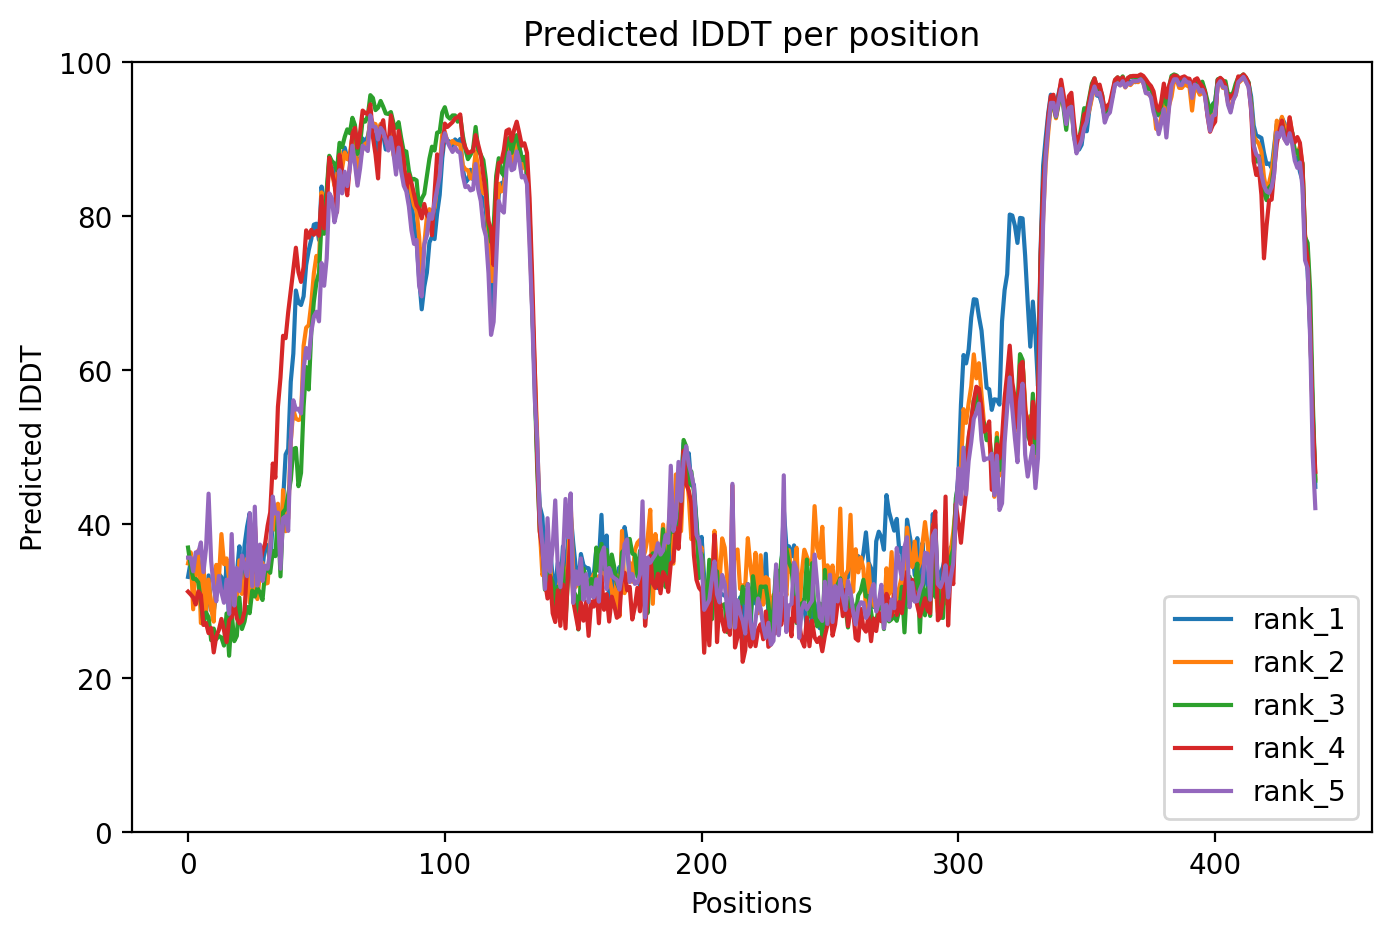 Predicted lDDT per position
100
80
60
40
20
0
Predicted lDDT
0 100 200 300 400
Positions
rank_1
rank_2
rank_3
rank_4
rank_5